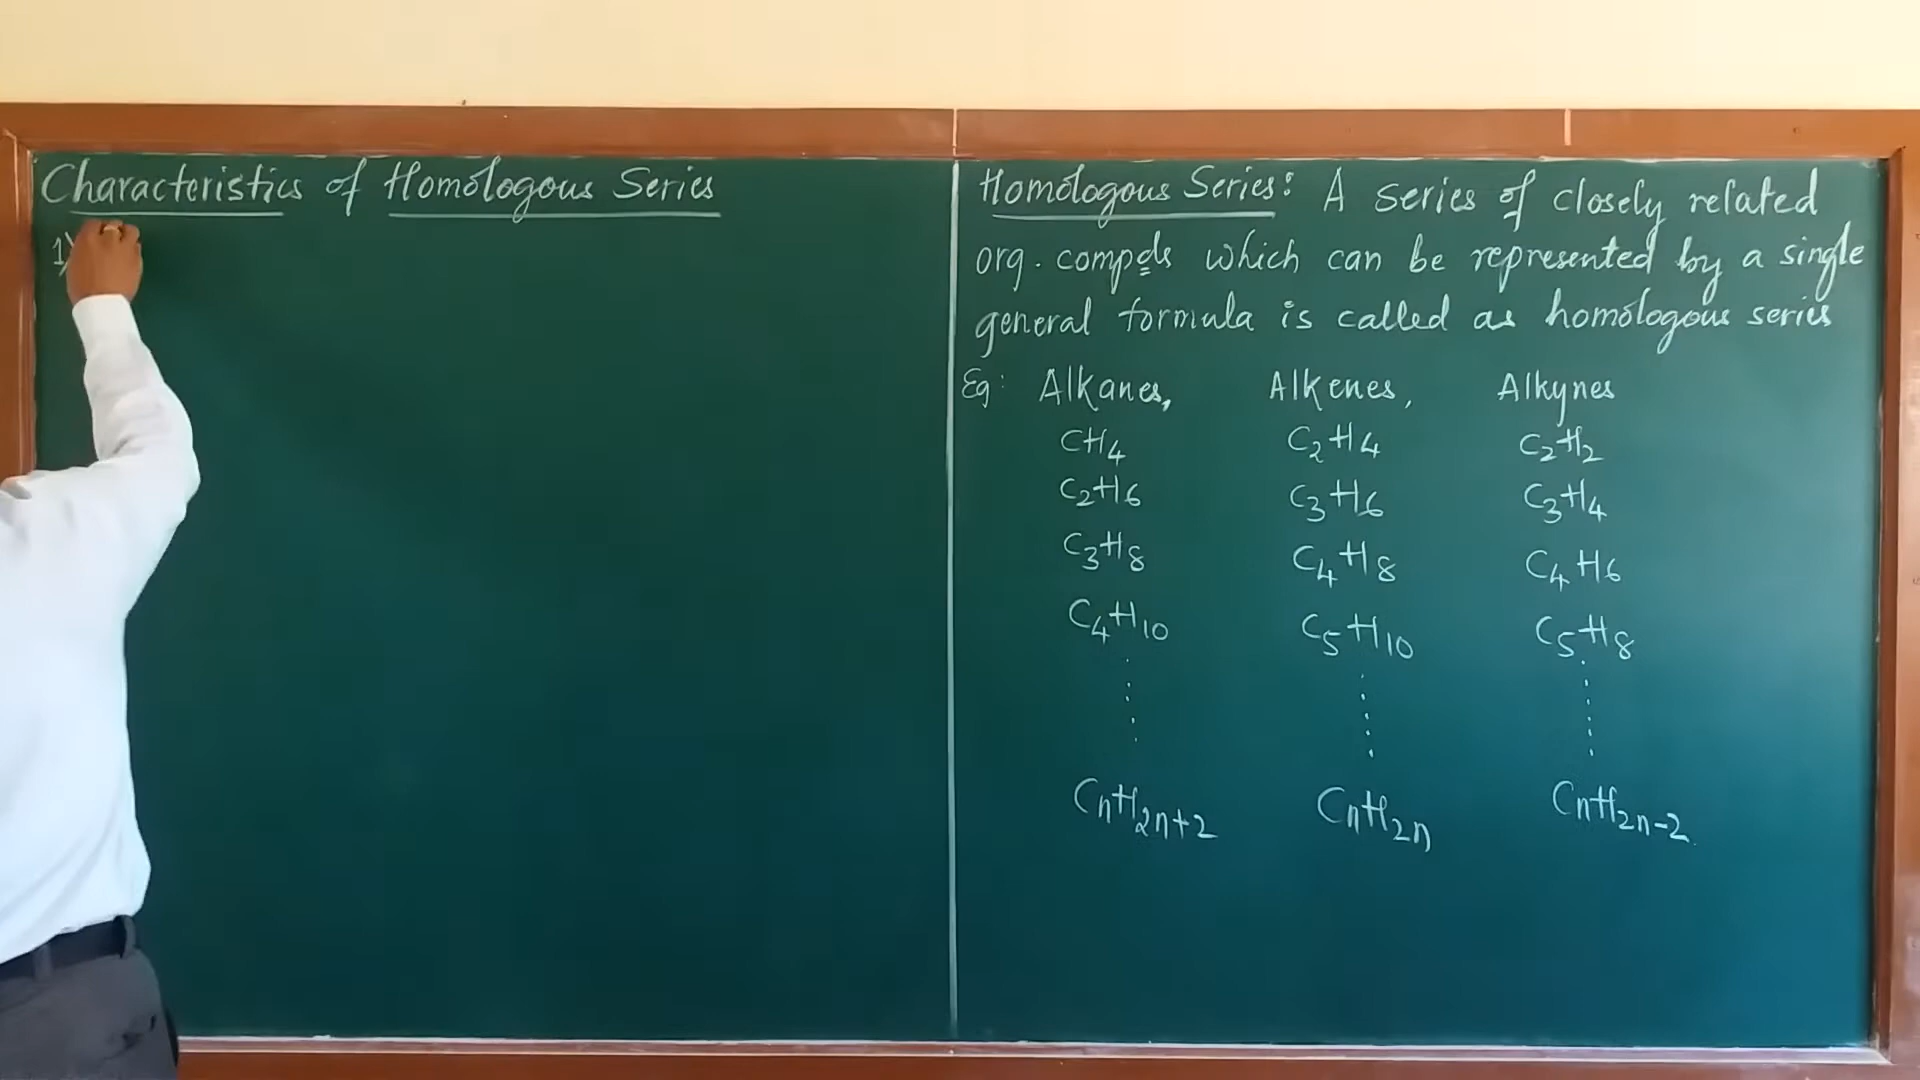 Characteristics of Homologous Series
1)
Homologous Series: A series of closely related
org. compds which can be represented by a single
general formula is called as homologous series
Eg: Alkanes, Alkenes, Alkynes
CH4 C2H4 C2H2
C2H6 C3H6 C3H4
C3H8 C4H8 C4H6
C4H10 C5H10 C5H8
CnH2n+2 CnH2n CnH2n-2